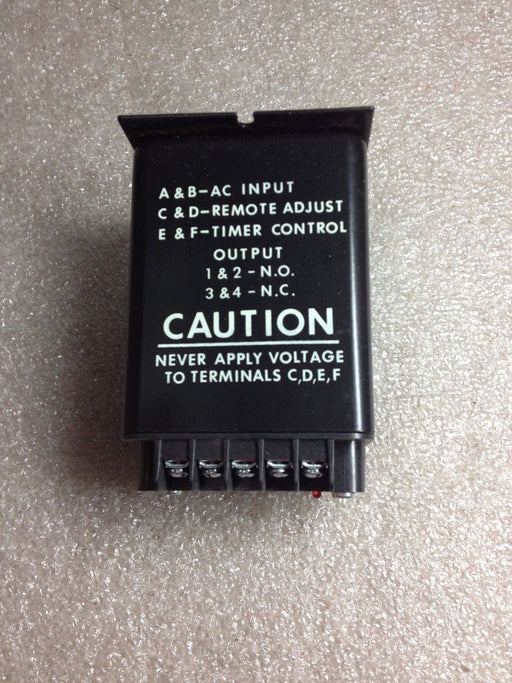 A & B-AC INPUT
C & D-REMOTE ADJUST
E & F-TIMER CONTROL
OUTPUT
1 & 2 - N.O.
3 & 4 - N.C.
CAUTION
NEVER APPLY VOLTAGE
TO TERMINALS C,D,E,F